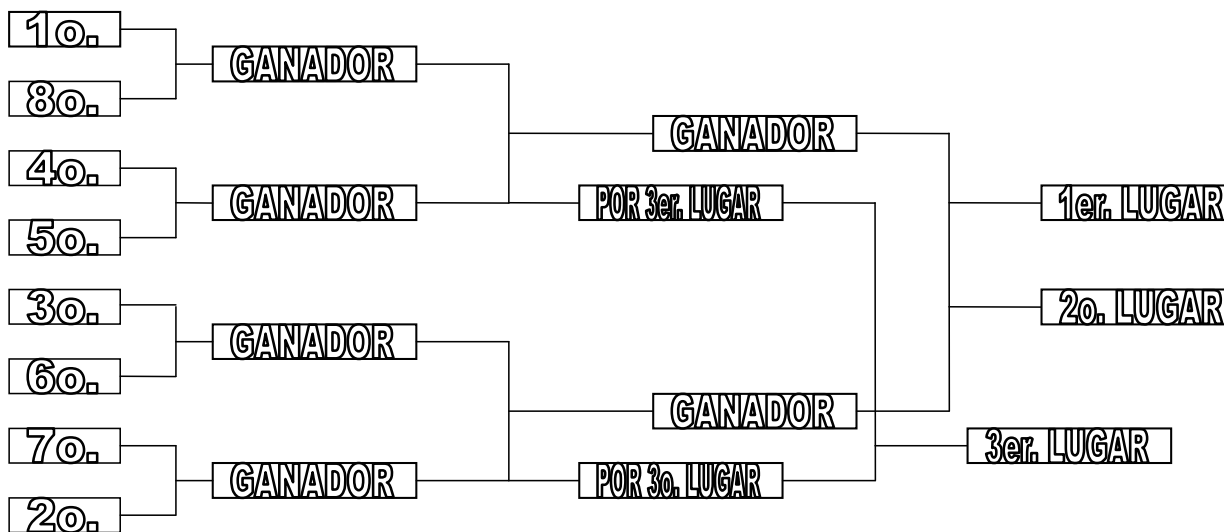 1o.
8o.
4o.
5o.
3o.
6o.
7o.
2o.
GANADOR
GANADOR
GANADOR
GANADOR
GANADOR
POR 3er. LUGAR
GANADOR
POR 3o. LUGAR
1er. LUGAR
2o. LUGAR
3er. LUGAR